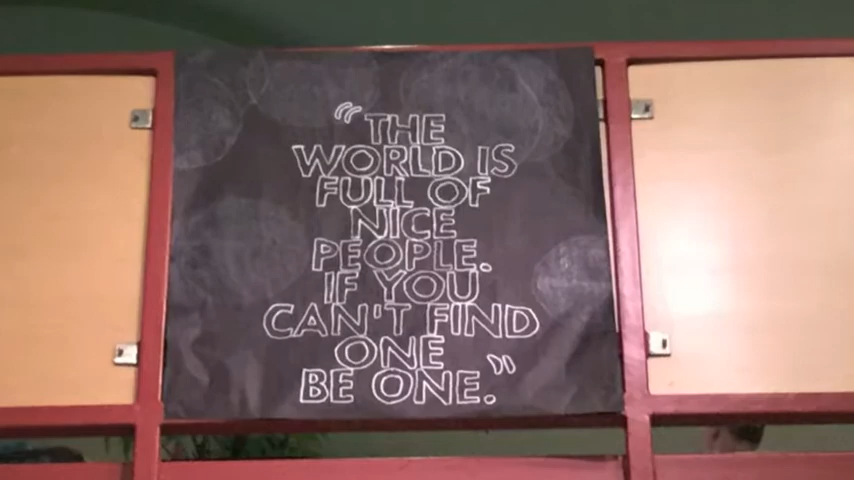 “THE
WORLD IS
FULL OF
NICE
PEOPLE.
IF YOU
CAN'T FIND
ONE
BE ONE.”